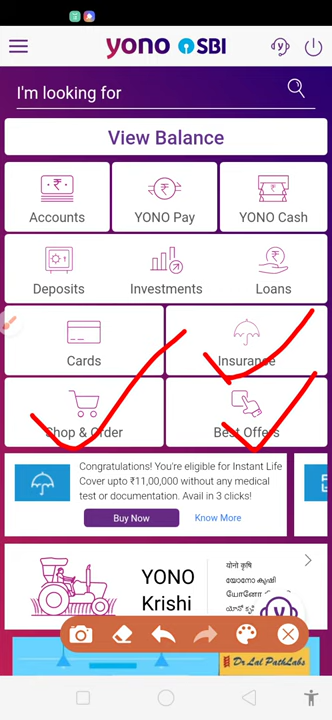 yono SBI
I'm looking for
View Balance
Accounts
YONO Pay
YONO Cash
Deposits
Investments
Loans
Cards
Insurance
Shop & Order
Best Offers
Congratulations! You're eligible for Instant Life
Cover upto ₹11,00,000 without any medical
test or documentation. Avail in 3 clicks!
Buy Now
Know More
YONO
Krishi
योनो कृषि
യോനോ കൃഷി
Dr Lal PathLabs